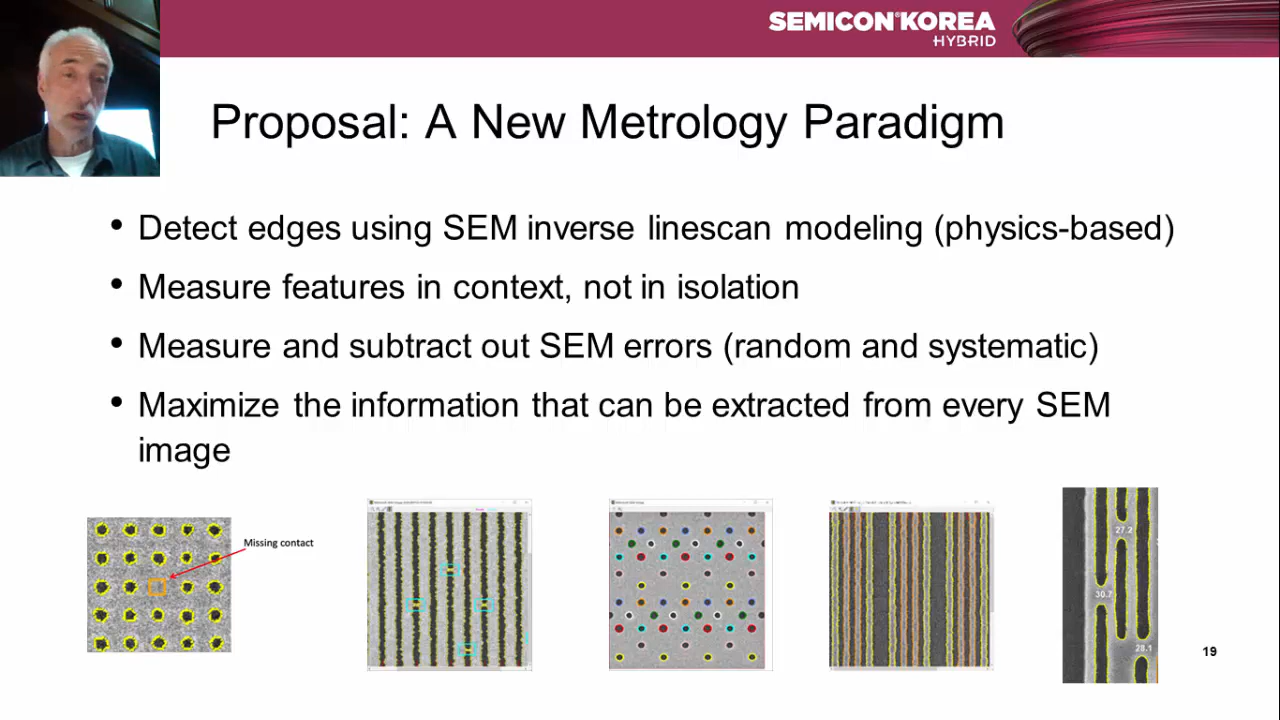 SEMICON KOREA
HYBRID
Proposal: A New Metrology Paradigm
• Detect edges using SEM inverse linescan modeling (physics-based)
• Measure features in context, not in isolation
• Measure and subtract out SEM errors (random and systematic)
• Maximize the information that can be extracted from every SEM
image
Missing contact
27.2
30.7
28.1
19